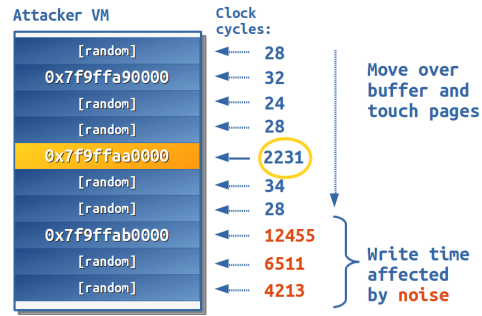 Attacker VM
Clock
cycles:
[random] 28
0x7f9ffa90000 32
[random] 24
[random] 28
0x7f9ffaa0000 2231
[random] 34
[random] 28
0x7f9ffab0000 12455
[random] 6511
[random] 4213
Move over
buffer and
touch pages
Write time
affected
by noise